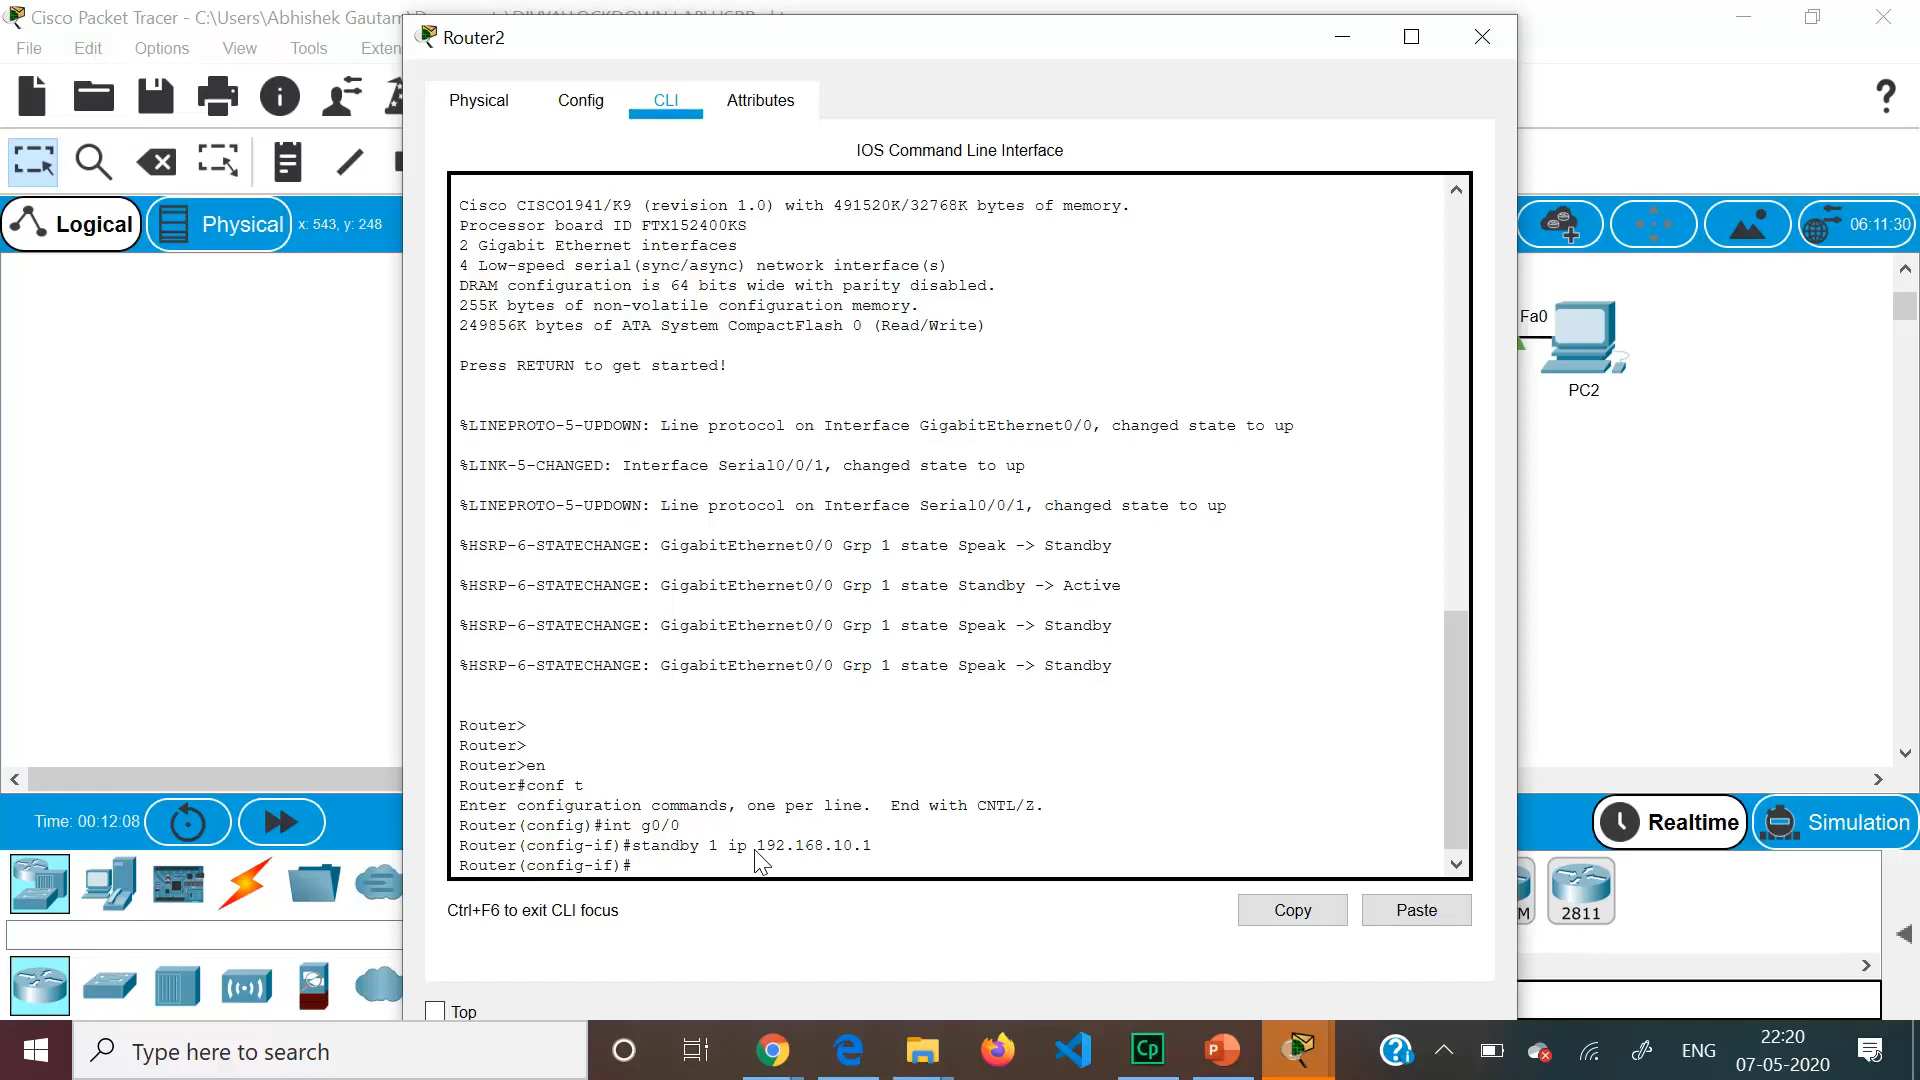 Cisco Packet Tracer - C:\Users\Abhishek Gautam
Router2
File Edit Options View Tools Exten
Physical Config CLI Attributes
IOS Command Line Interface
Logical
Physical
x: 543, y: 248
06:11:30
Cisco CISCO1941/K9 (revision 1.0) with 491520K/32768K bytes of memory.
Processor board ID FTX152400KS
2 Gigabit Ethernet interfaces
4 Low-speed serial(sync/async) network interface(s)
DRAM configuration is 64 bits wide with parity disabled.
255K bytes of non-volatile configuration memory.
249856K bytes of ATA System CompactFlash 0 (Read/Write)
Press RETURN to get started!
%LINEPROTO-5-UPDOWN: Line protocol on Interface GigabitEthernet0/0, changed state to up
%LINK-5-CHANGED: Interface Serial0/0/1, changed state to up
%LINEPROTO-5-UPDOWN: Line protocol on Interface Serial0/0/1, changed state to up
%HSRP-6-STATECHANGE: GigabitEthernet0/0 Grp 1 state Speak -> Standby
%HSRP-6-STATECHANGE: GigabitEthernet0/0 Grp 1 state Standby -> Active
%HSRP-6-STATECHANGE: GigabitEthernet0/0 Grp 1 state Speak -> Standby
%HSRP-6-STATECHANGE: GigabitEthernet0/0 Grp 1 state Speak -> Standby
Router>
Router>
Router>en
Router#conf t
Enter configuration commands, one per line. End with CNTL/Z.
Router(config)#int g0/0
Router(config-if)#standby 1 ip 192.168.10.1
Router(config-if)#
Fa0
PC2
Time: 00:12:08
Realtime
Simulation
Ctrl+F6 to exit CLI focus
Copy
Paste
M
2811
Top
Type here to search
Cp
P
ENG
22:20
07-05-2020